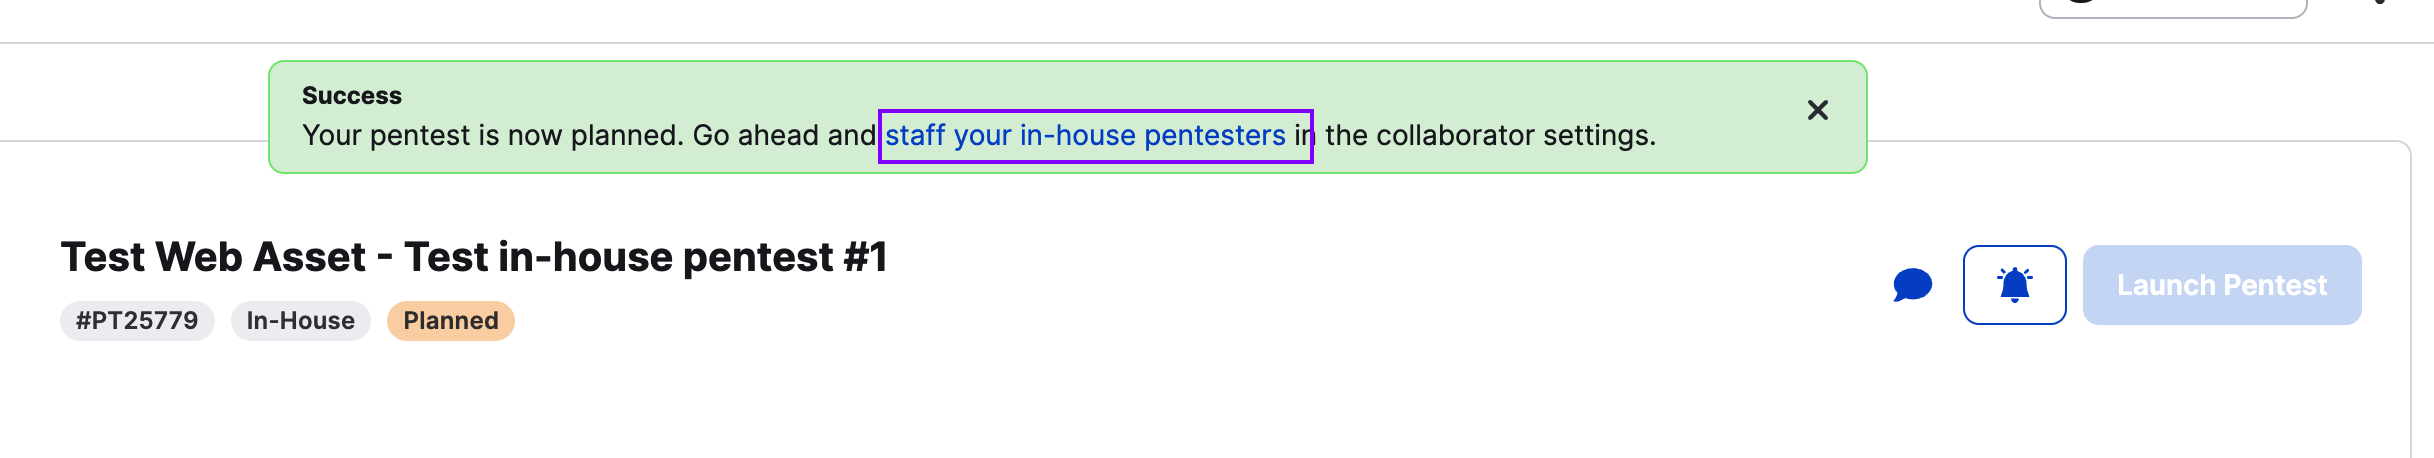 Success
Your pentest is now planned. Go ahead and staff your in-house pentesters in the collaborator settings.
Test Web Asset - Test in-house pentest #1
Launch Pentest
#PT25779 In-House Planned